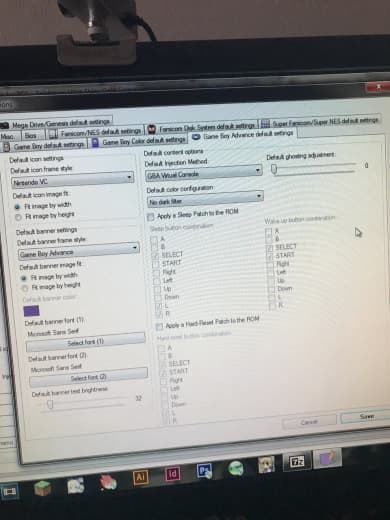 ions
Mega Drive/Genesis default settings
Famicom/NES default settings
Famicom Disk System default settings
Super Famicom/Super NES default settings
Misc.
Bios
Game Boy default settings
Game Boy Color default settings
Game Boy Advance default settings
Default icon settings
Default icon frame style:
Nintendo VC
Default icon image fit:
Fit image by width
Fit image by height
Default banner settings
Default banner frame style:
Game Boy Advance
Default banner image fit:
Fit image by width
Fit image by height
Default banner color:
Default banner font (1)
Microsoft Sans Serif
Select font (1)
Default banner font (2)
Microsoft Sans Serif
Select font (2)
Default banner text brightness:
32
Default content options
Default Injection Method:
GBA Virtual Console
Default color configuration
No dark filter
Default ghosting adjustment:
0
Apply a Sleep Patch to the ROM
Sleep button combination:
A
B
SELECT
START
Right
Left
Up
Down
L
R
Wake up button combination:
A
B
SELECT
START
Right
Left
Up
Down
L
R
Apply a Hard-Reset Patch to the ROM
Hard-reset button combination:
A
B
SELECT
START
Right
Left
Up
Down
L
R
Cancel
Save
Ai
Id
Ps
7z